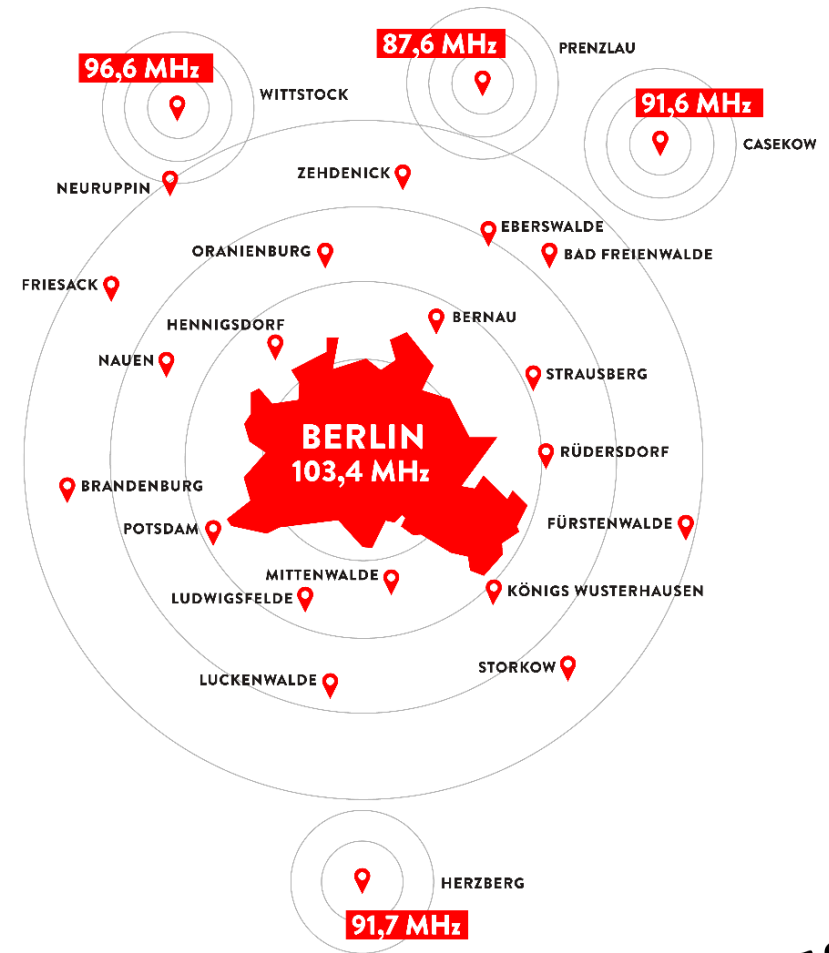 87,6 MHz
PRENZLAU
96,6 MHz
WITTSTOCK
91,6 MHz
CASEKOW
NEURUPPIN
ZEHDENICK
EBERSWALDE
ORANIENBURG
BAD FREIENWALDE
FRIESACK
HENNIGSDORF
BERNAU
NAUEN
STRAUSBERG
BERLIN
103,4 MHz
RÜDERSDORF
BRANDENBURG
POTSDAM
FÜRSTENWALDE
MITTENWALDE
LUDWIGSFELDE
KÖNIGS WUSTERHAUSEN
STORKOW
LUCKENWALDE
HERZBERG
91,7 MHz